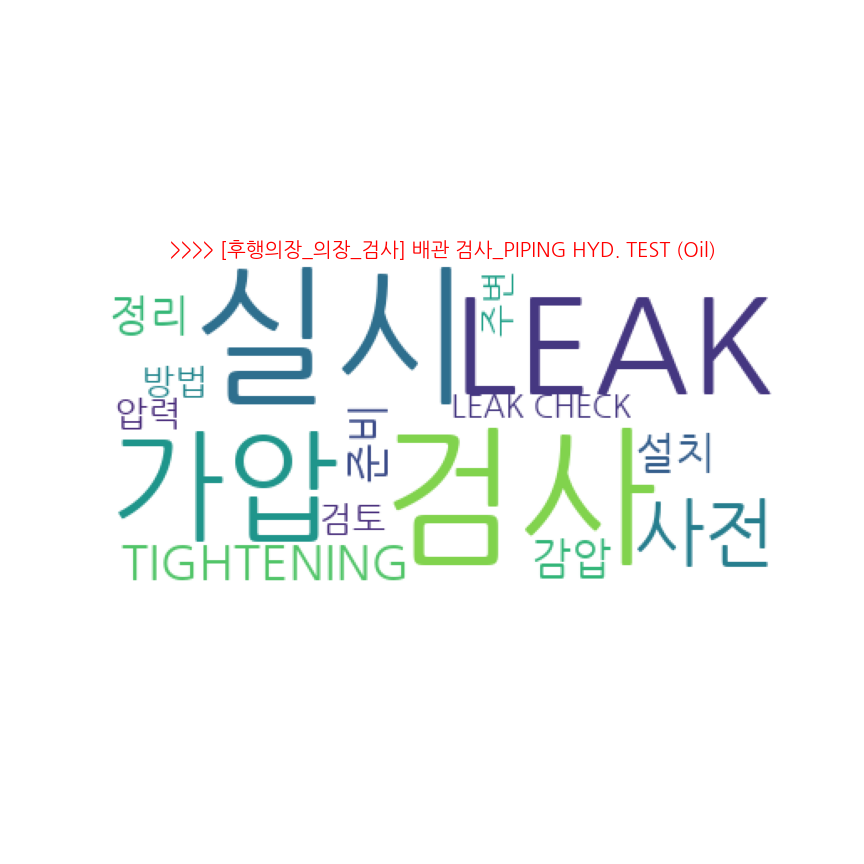 >>>> [후행의장_의장_검사] 배관 검사_PIPING HYD. TEST (Oil)
실시
LEAK
주변
정리
방법
압력
LEAK CHECK
준비
가압
검사
설치
검토
사전
TIGHTENING
감압